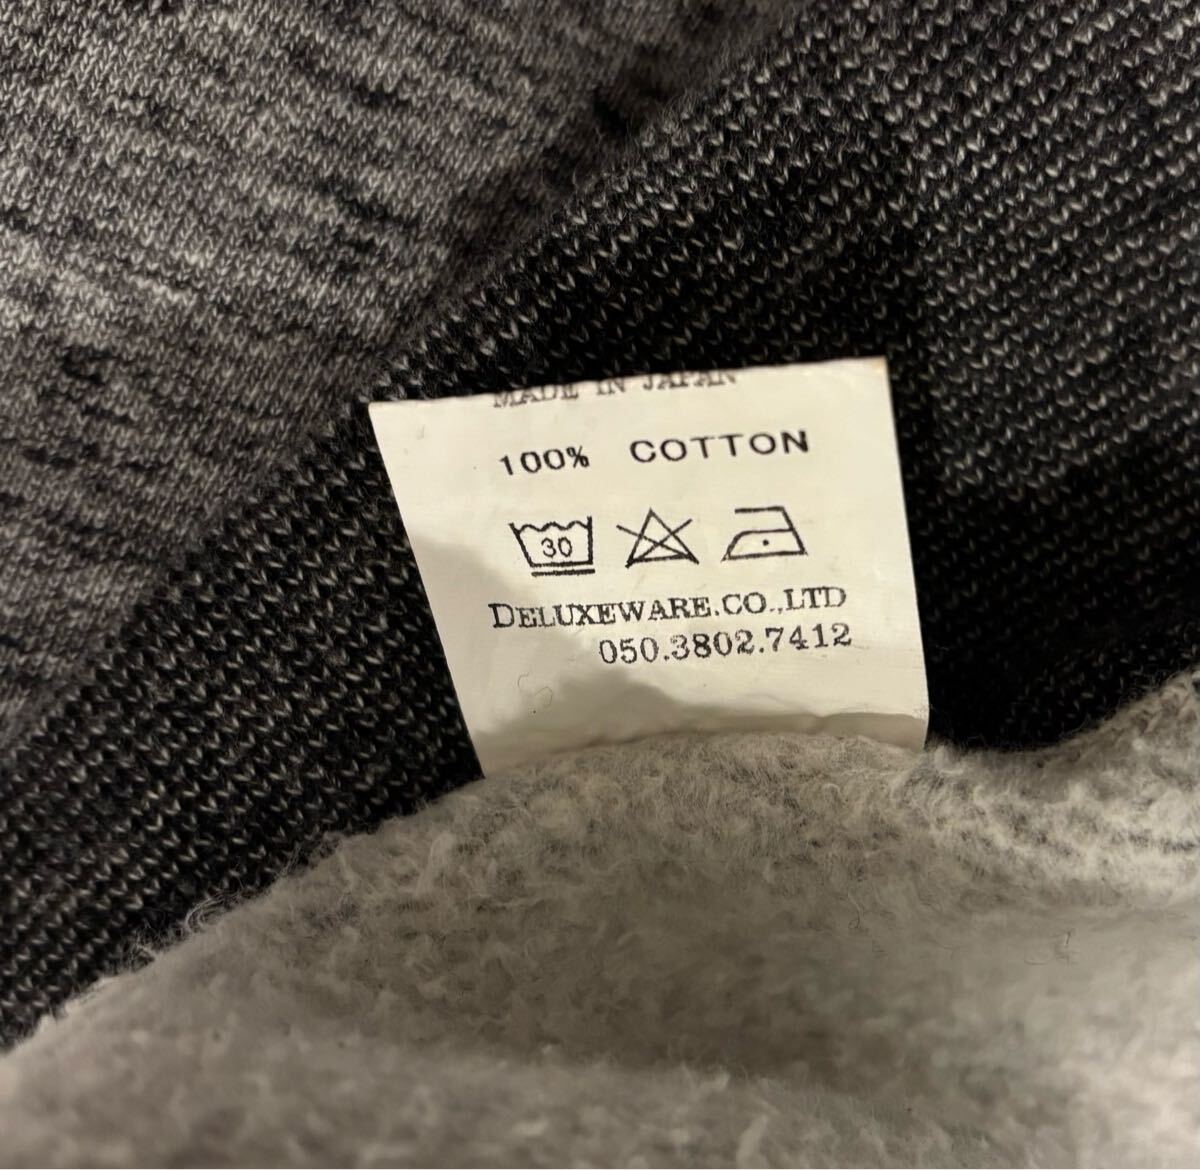 MADE IN JAPAN
100% COTTON
30
DELUXEWARE.CO.,LTD
050.3802.7412